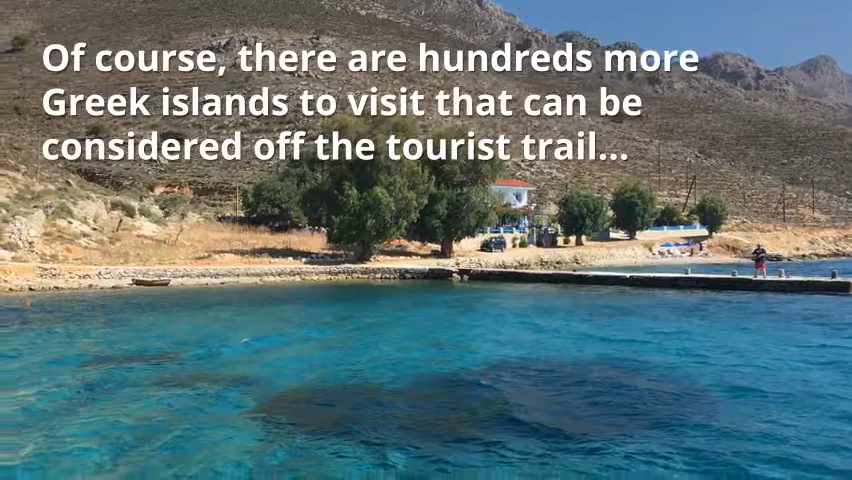 Of course, there are hundreds more
Greek islands to visit that can be
considered off the tourist trail...